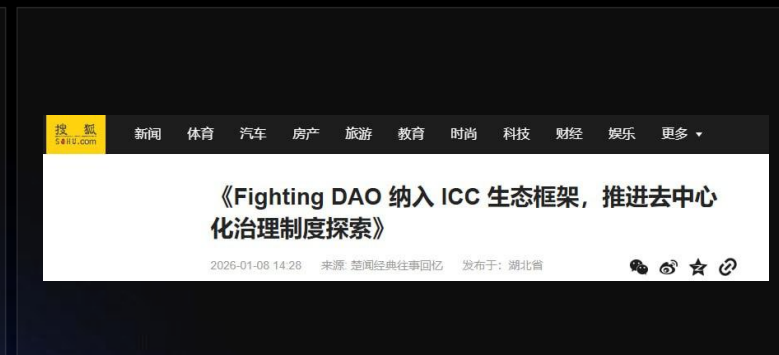 搜狐 新闻 体育 汽车 房产 旅游 教育 时尚 科技 财经 娱乐 更多
SOHU.com
《Fighting DAO 纳入 ICC 生态框架，推进去中心
化治理制度探索》
2026-01-08 14:28 来源: 楚闻经典往事回忆 发布于：湖北省